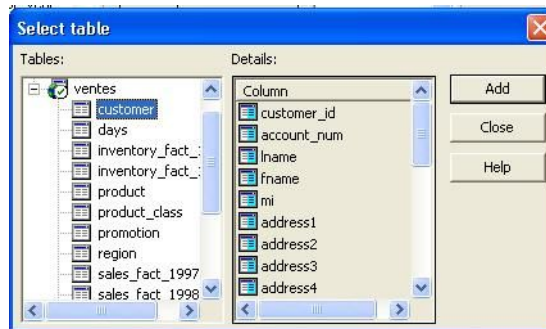 Select table
Tables:
ventes
customer
days
inventory_fact_
inventory_fact_
product
product_class
promotion
region
sales_fact_1997
sales_fact_1998
Details:
Column
customer_id
account_num
lname
fname
mi
address1
address2
address3
address4
Add
Close
Help